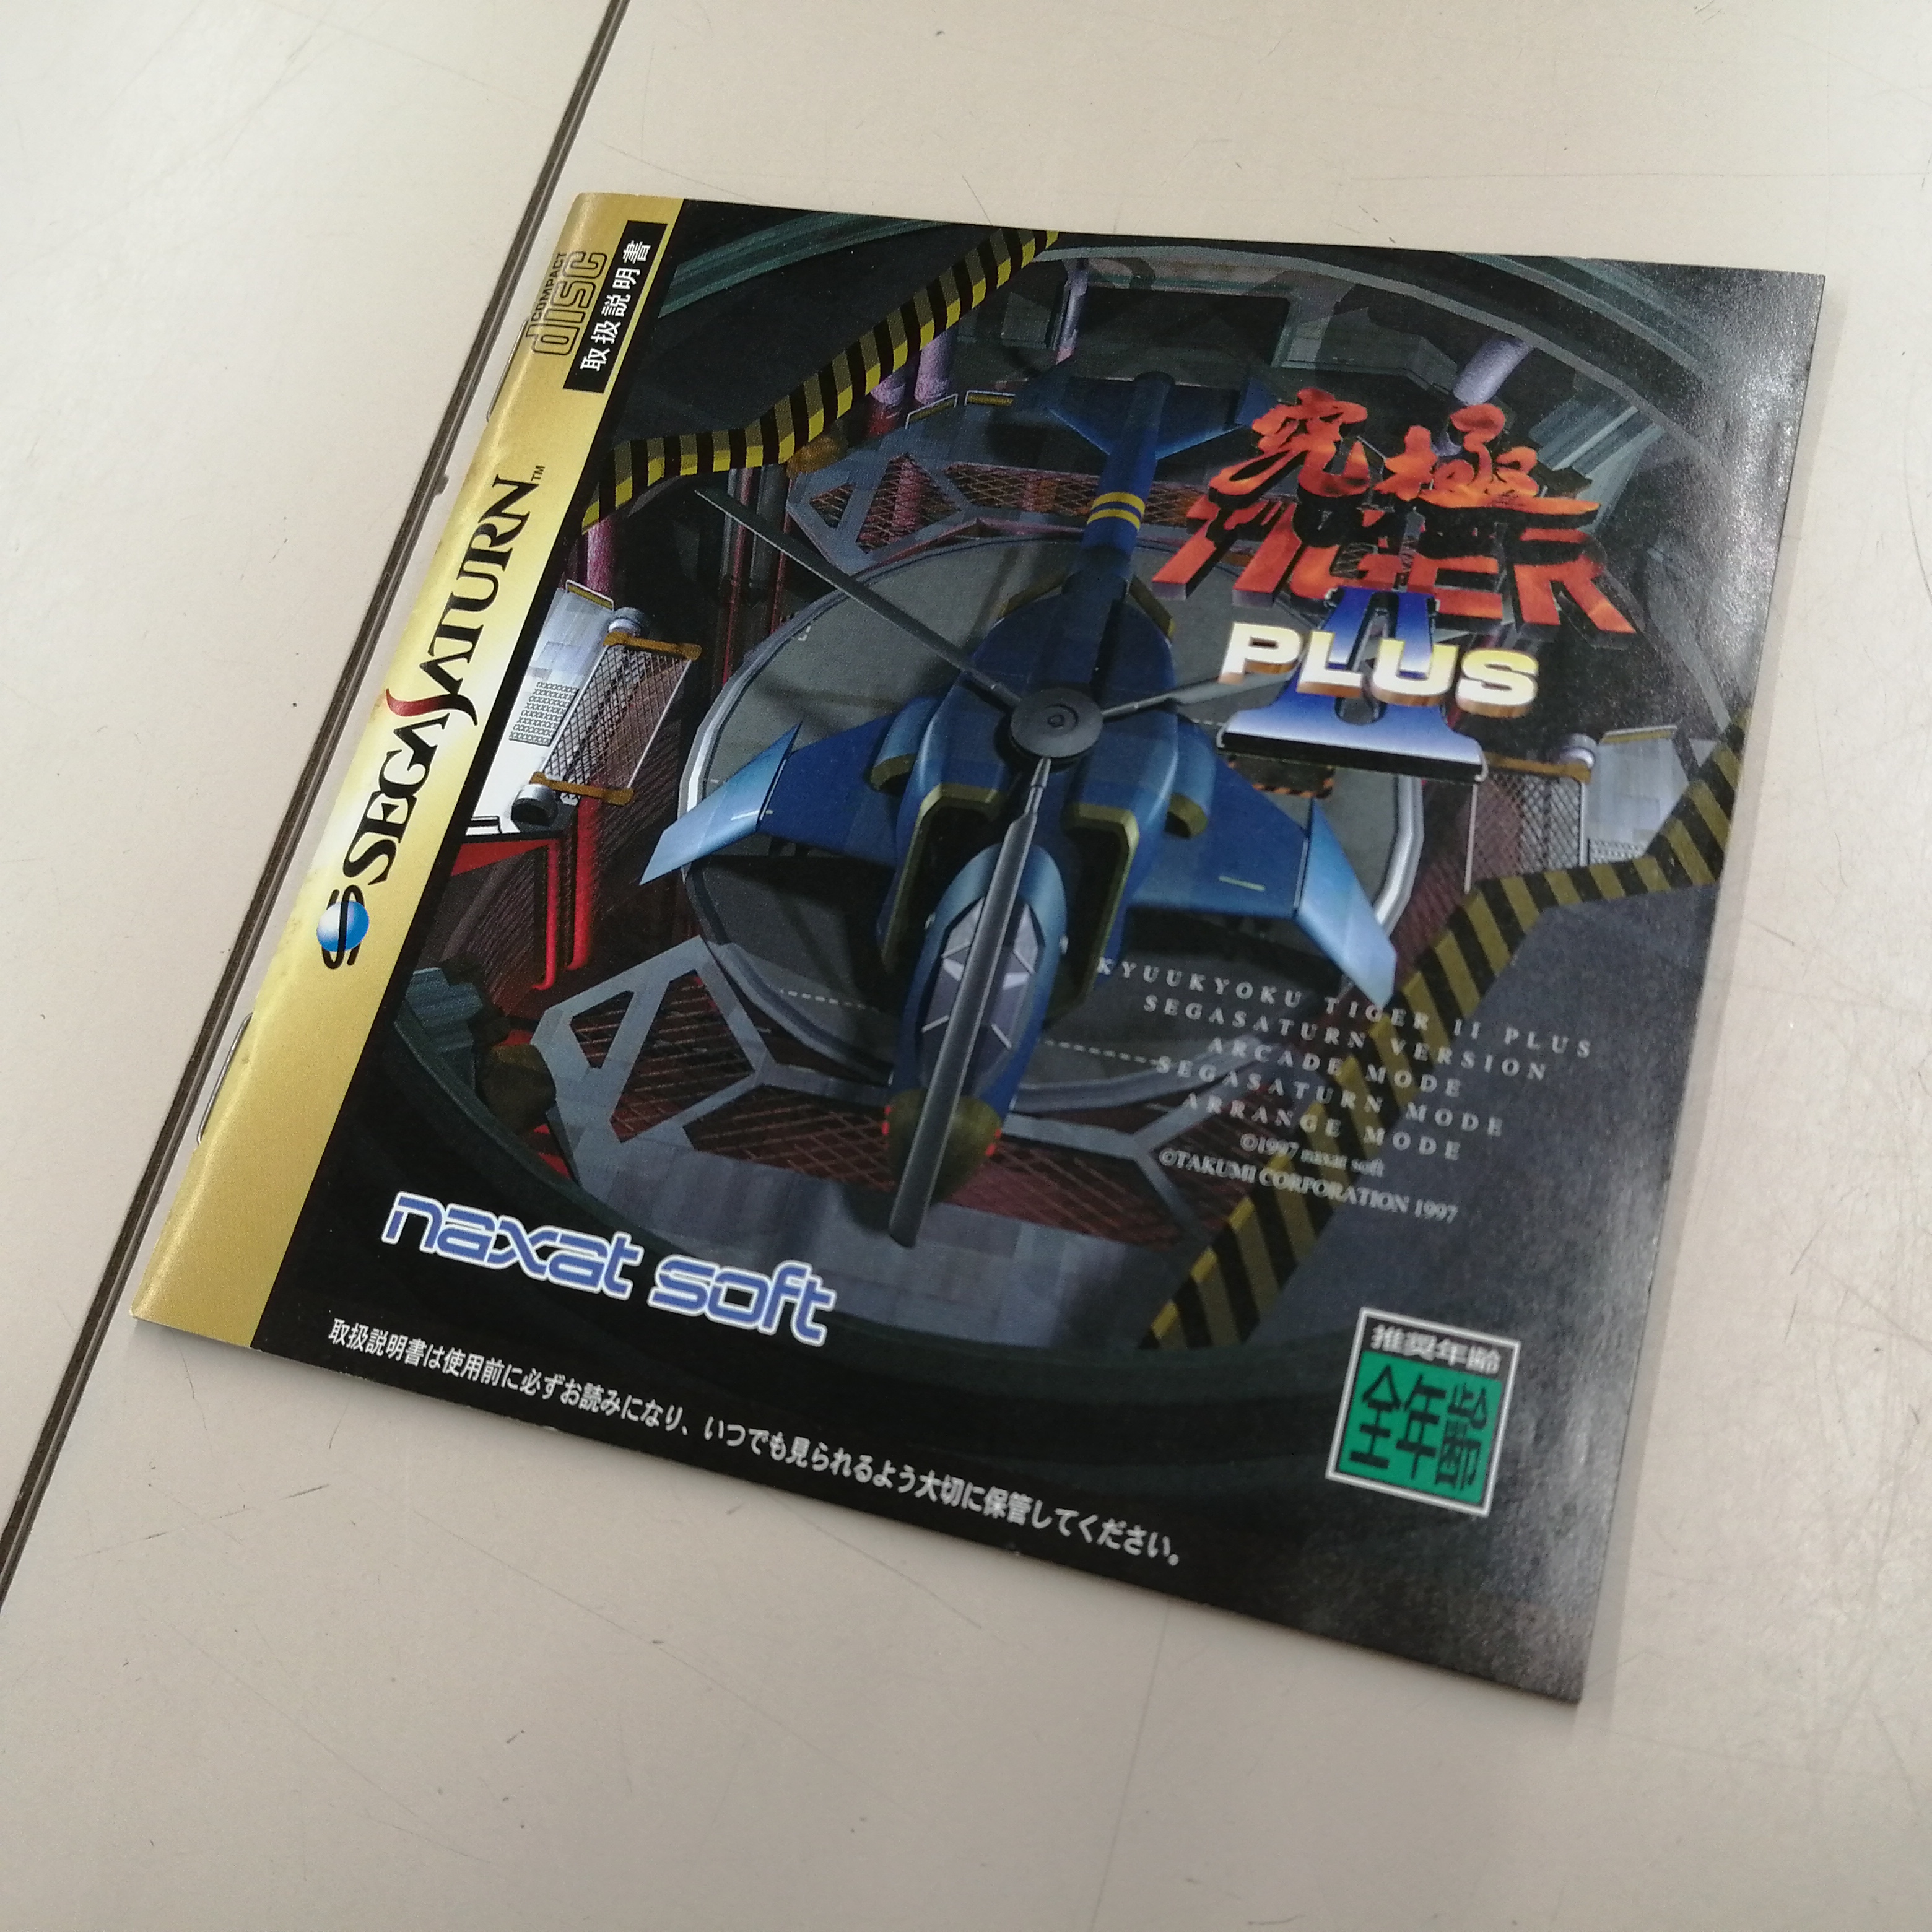 COMPACT
disc
取扱説明書
SEGA SATURN™
究極
TIGER
II
PLUS
KYUUKYOKU TIGER II PLUS
SEGASATURN VERSION
ARCADE MODE
SEGASATURN MODE
ARRANGE MODE
©1997 naxat soft
©TAKUMI CORPORATION 1997
naxat soft
推奨年齢
全年齢
取扱説明書は使用前に必ずお読みになり、いつでも見られるよう大切に保管してください。